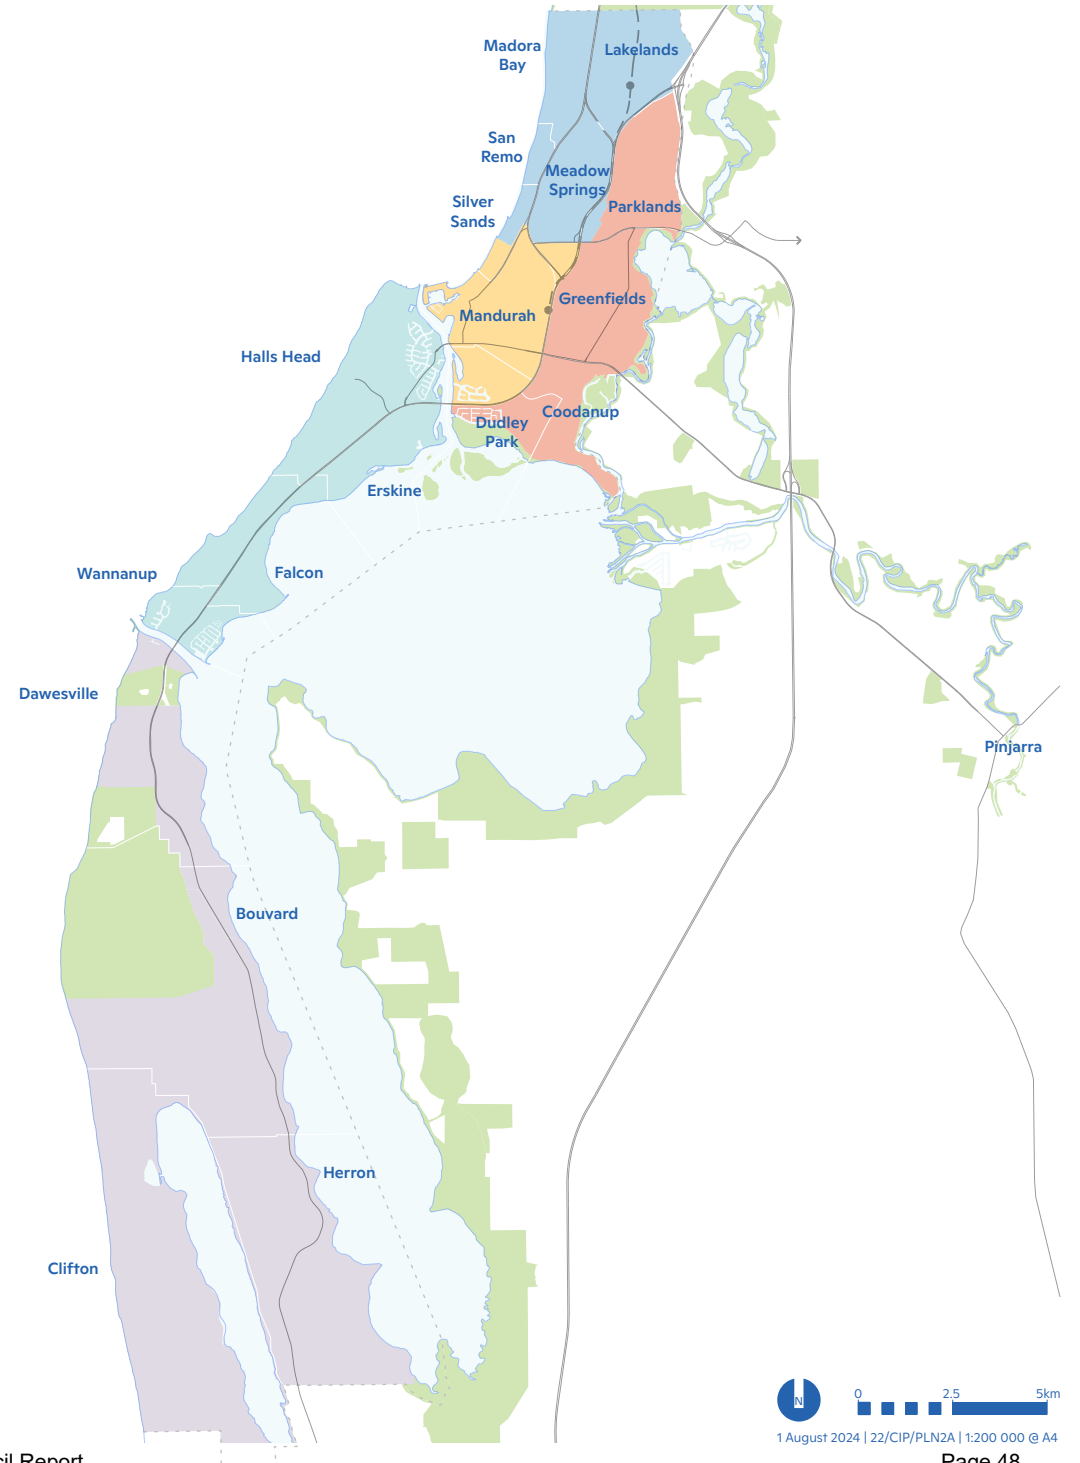 Madora
Bay
Lakelands
San
Remo
Meadow
Springs
Silver
Sands
Parklands
Greenfields
Mandurah
Halls Head
Coodanup
Dudley
Park
Erskine
Wannanup
Falcon
Dawesville
Pinjarra
Bouvard
Herron
Clifton
N
0 2.5 5km
1 August 2024 | 22/CIP/PLN2A | 1:200 000 @ A4
cil Report
Page 48